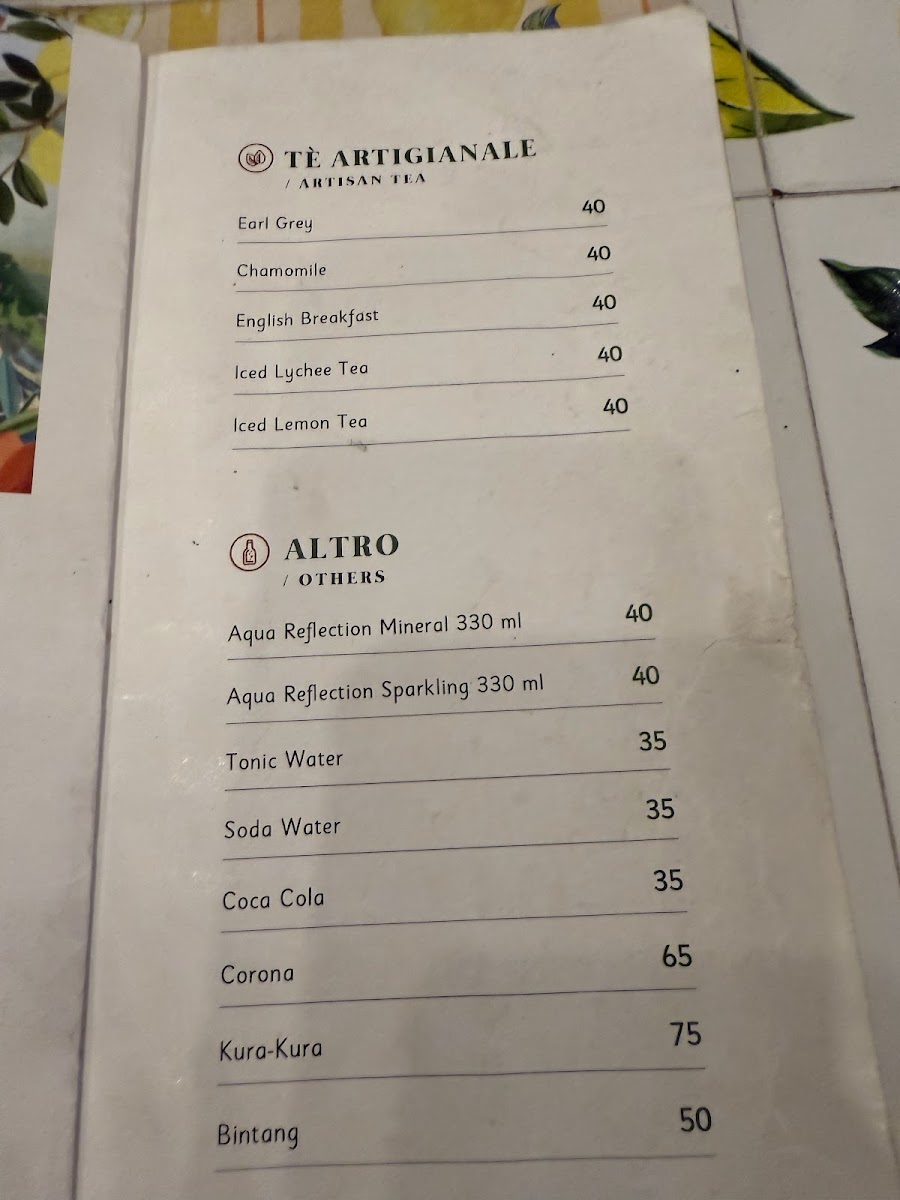 TÈ ARTIGIANALE
/ ARTISAN TEA
Earl Grey 40
Chamomile 40
English Breakfast 40
Iced Lychee Tea 40
Iced Lemon Tea 40
ALTRO
/ OTHERS
Aqua Reflection Mineral 330 ml 40
Aqua Reflection Sparkling 330 ml 40
Tonic Water 35
Soda Water 35
Coca Cola 35
Corona 65
Kura-Kura 75
Bintang 50